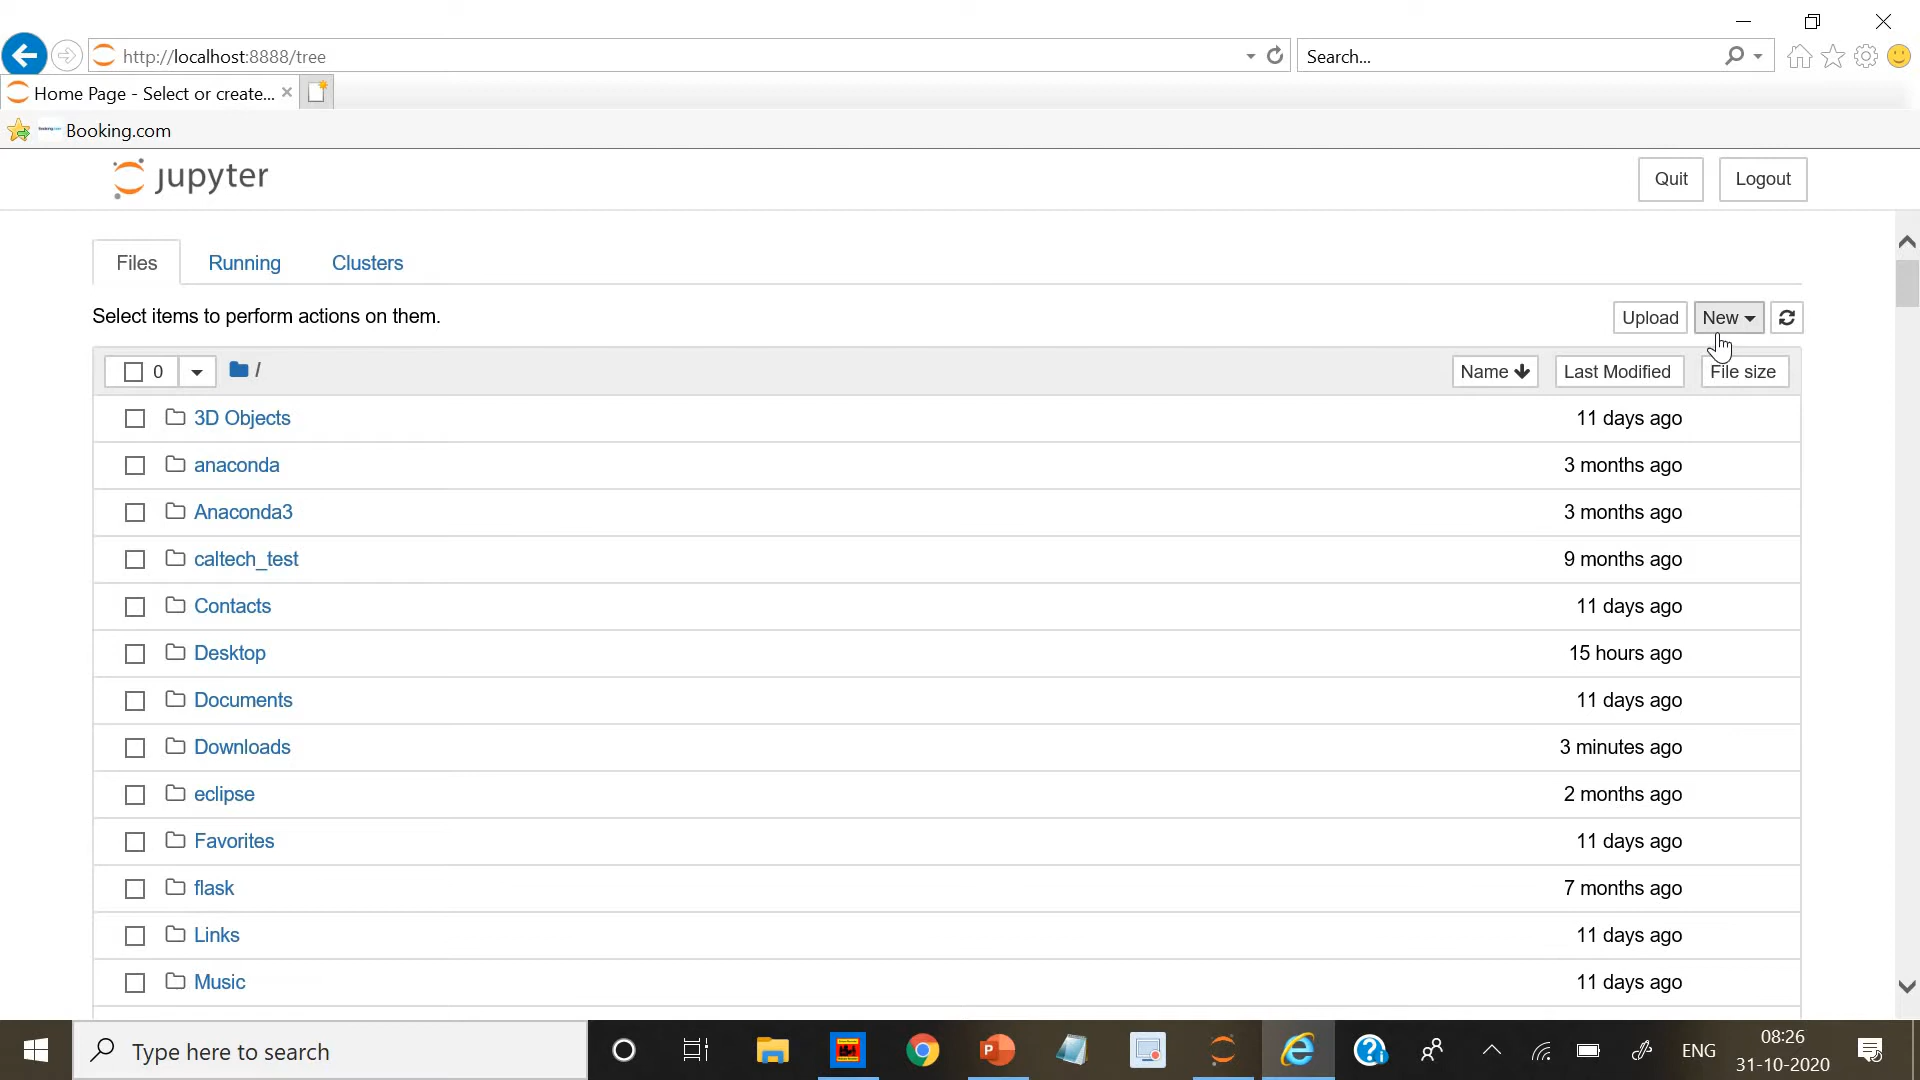 http://localhost:8888/tree
Search...
Home Page - Select or create...
Booking.com
jupyter
Quit
Logout
Files
Running
Clusters
Select items to perform actions on them.
Upload
New
0
/
Name
Last Modified
File size
3D Objects
11 days ago
anaconda
3 months ago
Anaconda3
3 months ago
caltech_test
9 months ago
Contacts
11 days ago
Desktop
15 hours ago
Documents
11 days ago
Downloads
3 minutes ago
eclipse
2 months ago
Favorites
11 days ago
flask
7 months ago
Links
11 days ago
Music
11 days ago
Type here to search
ENG
08:26
31-10-2020